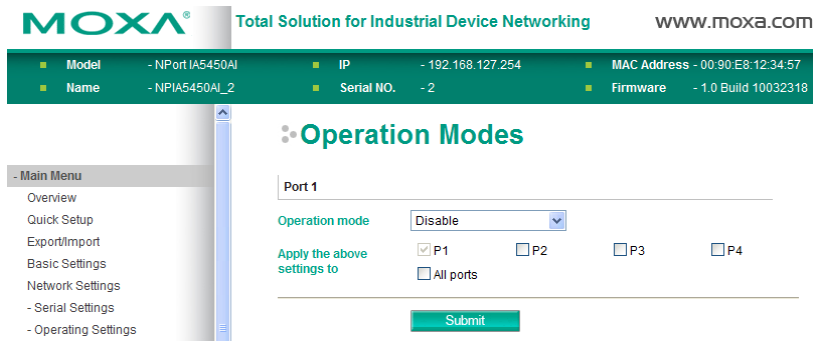 MOXA® Total Solution for Industrial Device Networking www.moxa.com
Model - NPort IA5450AI IP - 192.168.127.254 MAC Address - 00:90:E8:12:34:57
Name - NPIA5450AI_2 Serial NO. - 2 Firmware - 1.0 Build 10032318
Operation Modes
- Main Menu
Overview
Quick Setup
Export/Import
Basic Settings
Network Settings
- Serial Settings
- Operating Settings
Port 1
Operation mode Disable
Apply the above settings to P1 P2 P3 P4
All ports
Submit